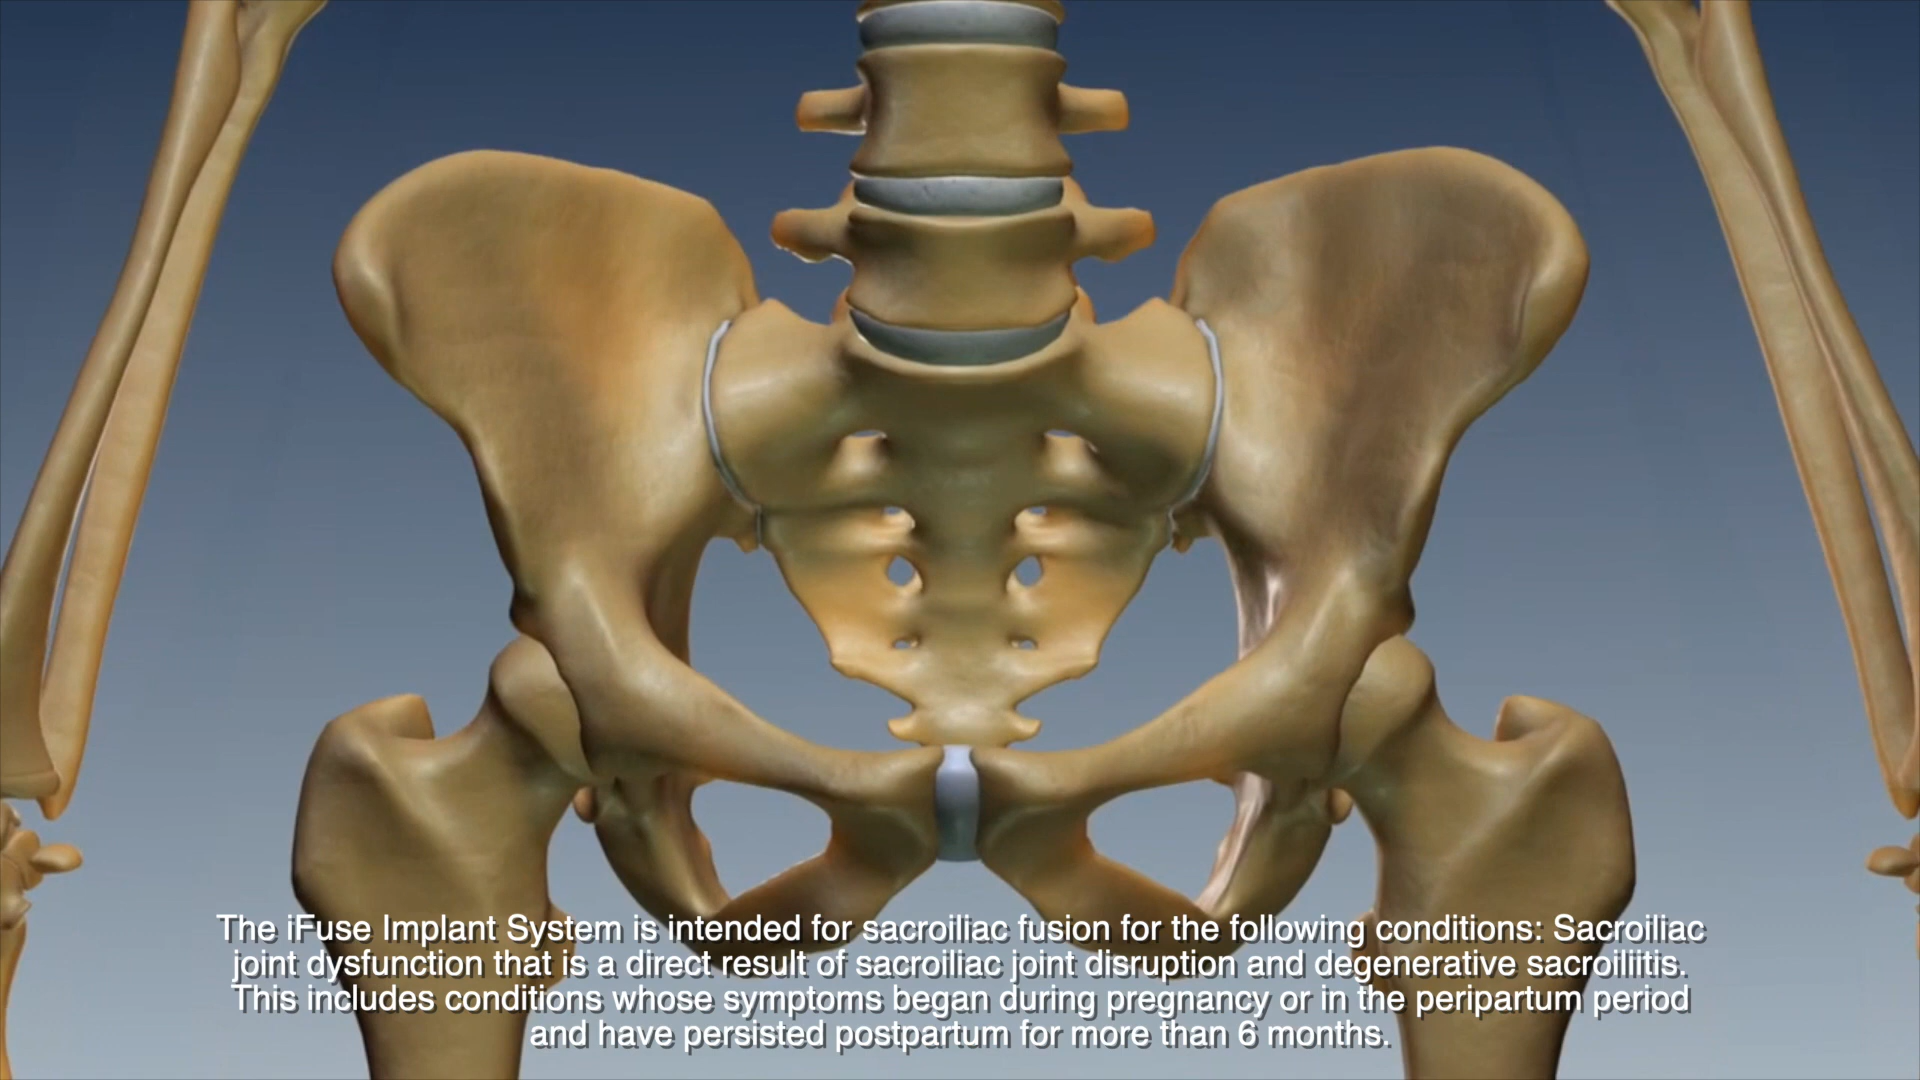 The iFuse Implant System is intended for sacroiliac fusion for the following conditions: Sacroiliac
joint dysfunction that is a direct result of sacroiliac joint disruption and degenerative sacroiliitis.
This includes conditions whose symptoms began during pregnancy or in the peripartum period
and have persisted postpartum for more than 6 months.